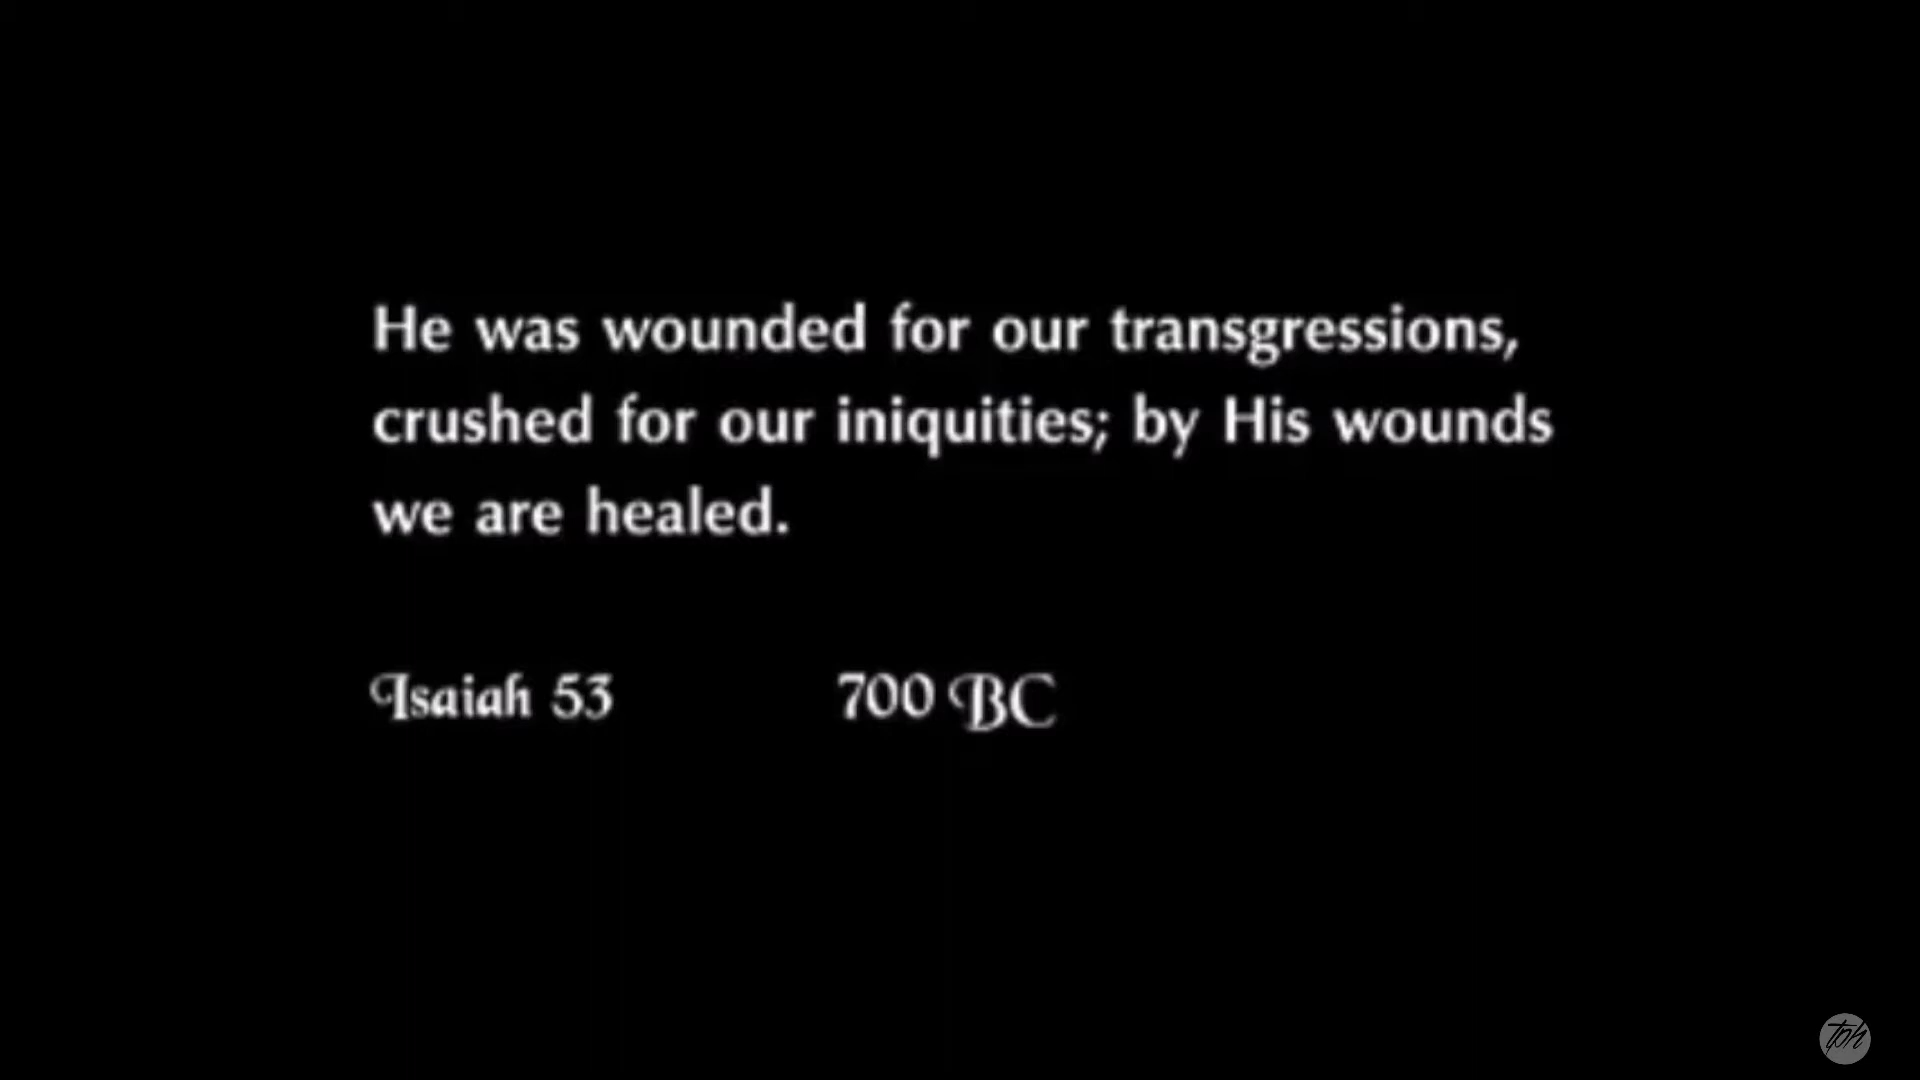 He was wounded for our transgressions,
crushed for our iniquities; by His wounds
we are healed.
Isaiah 53 700 BC
tph